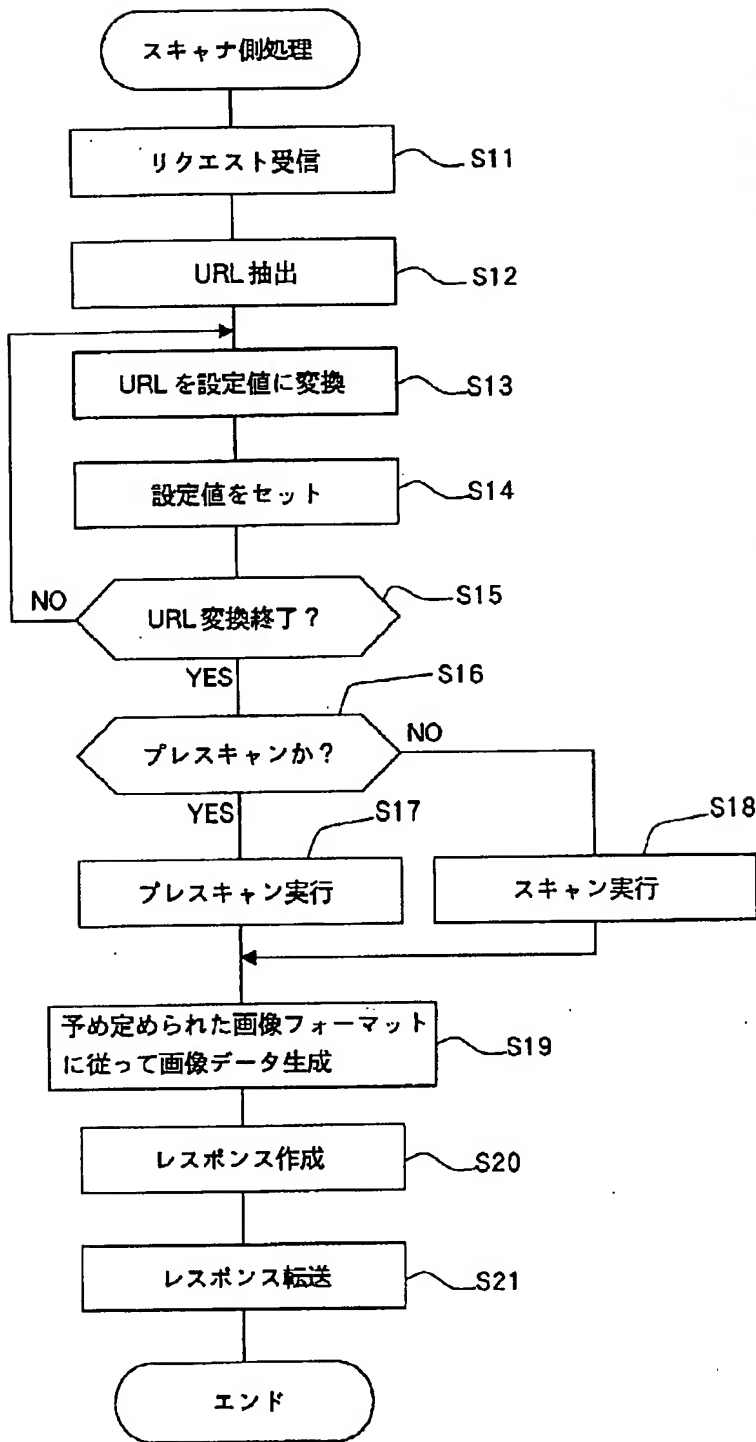 スキャナ側処理
リクエスト受信
S11
URL抽出
S12
URLを設定値に変換
S13
設定値をセット
S14
URL変換終了?
S15
NO
YES
プレスキャンか?
S16
NO
YES
プレスキャン実行
S17
スキャン実行
S18
予め定められた画像フォーマット
に従って画像データ生成
S19
レスポンス作成
S20
レスポンス転送
S21
エンド